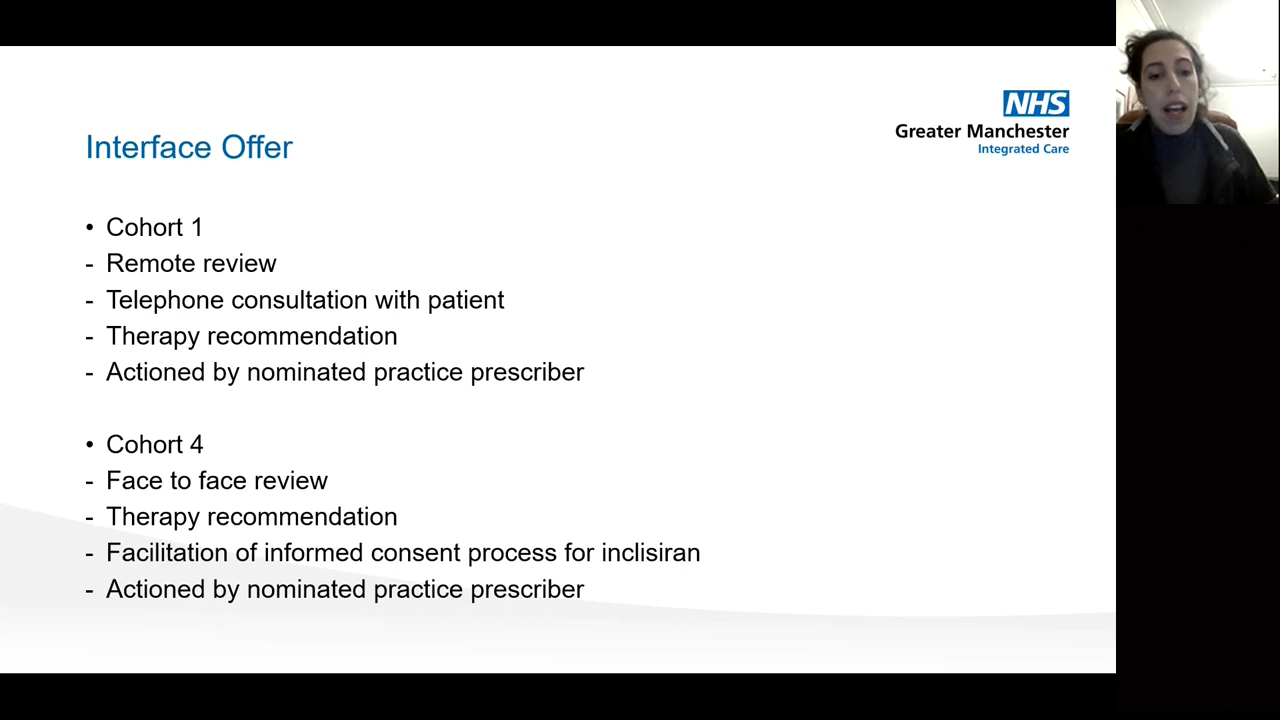 NHS
Greater Manchester
Integrated Care
Interface Offer
• Cohort 1
- Remote review
- Telephone consultation with patient
- Therapy recommendation
- Actioned by nominated practice prescriber
• Cohort 4
- Face to face review
- Therapy recommendation
- Facilitation of informed consent process for inclisiran
- Actioned by nominated practice prescriber